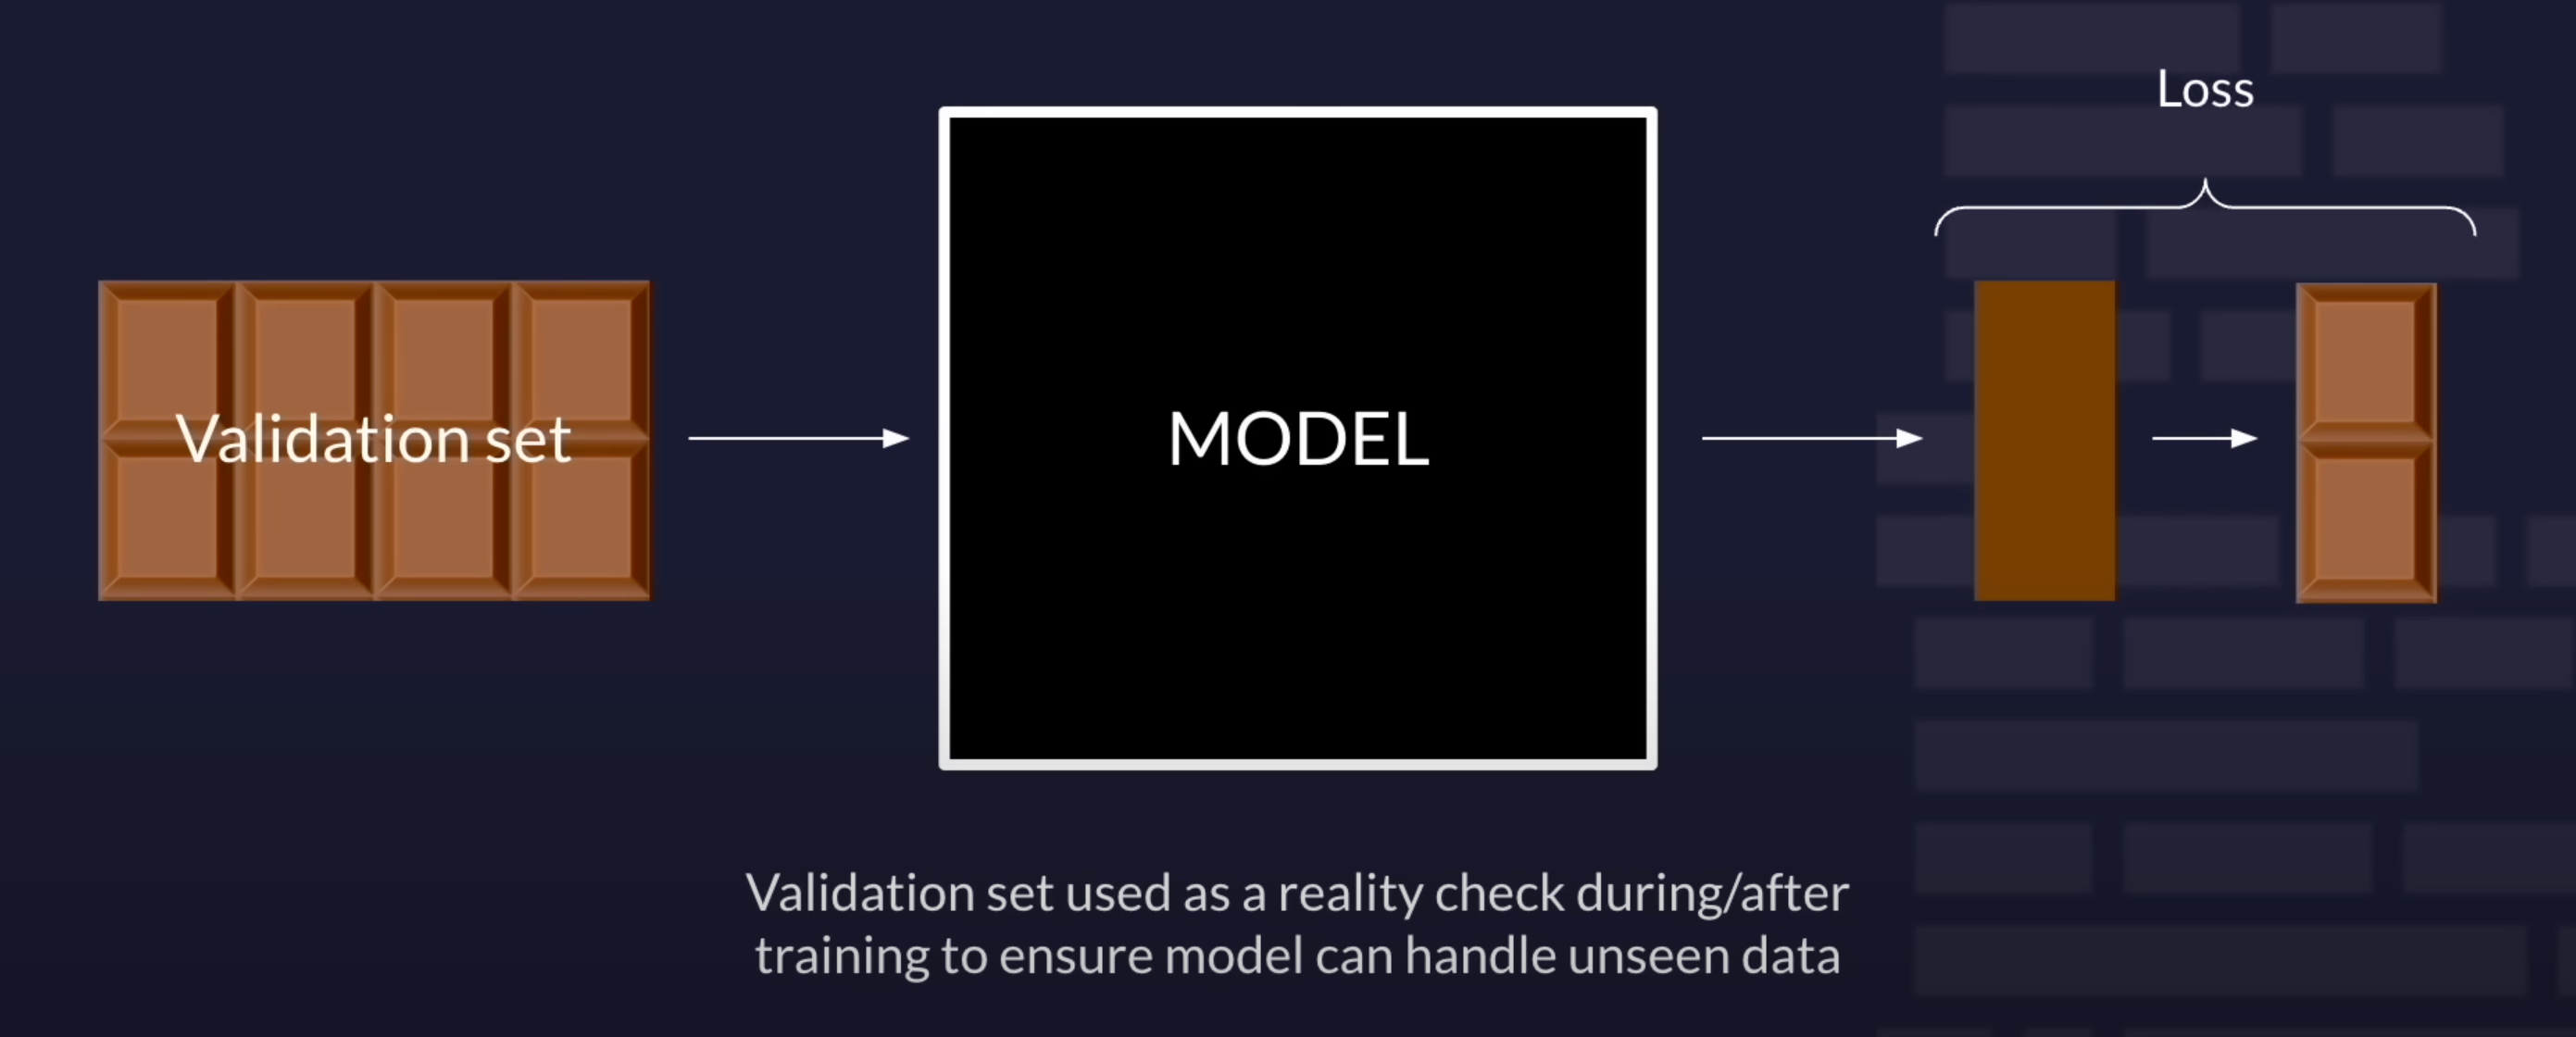 Loss
Validation set
MODEL
Validation set used as a reality check during/after
training to ensure model can handle unseen data